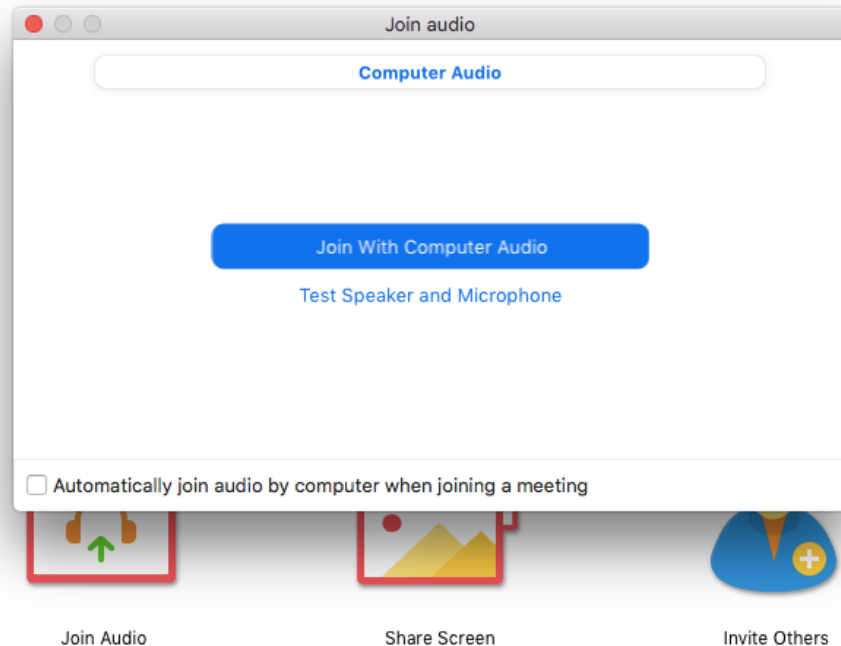 Join audio
Computer Audio
Join With Computer Audio
Test Speaker and Microphone
Automatically join audio by computer when joining a meeting
Join Audio
Share Screen
Invite Others